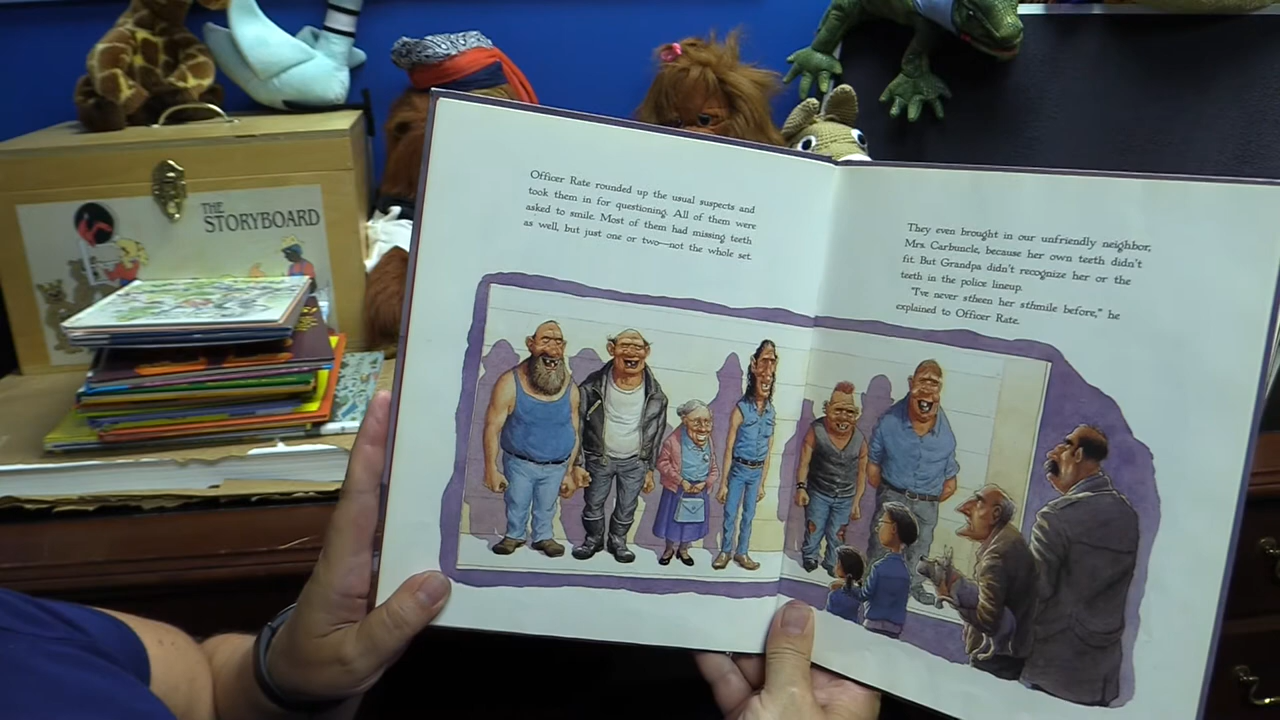 THE
STORYBOARD
Officer Rate rounded up the usual suspects and
took them in for questioning. All of them were
asked to smile. Most of them had missing teeth
as well, but just one or two—not the whole set.
They even brought in our unfriendly neighbor,
Mrs. Carbuncle, because her own teeth didn't
fit. But Grandpa didn't recognize her or the
teeth in the police lineup.
"I've never stheen her sthmile before," he
explained to Officer Rate.